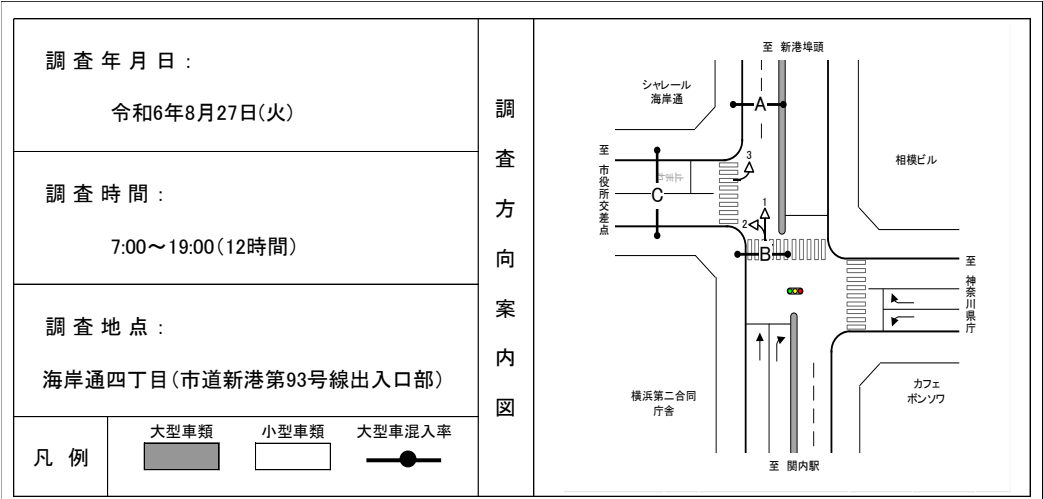 調査年月日：
令和6年8月27日(火)
調査時間：
7:00～19:00(12時間)
調査地点：
海岸通四丁目(市道新港第93号線出入口部)
凡例
大型車類
小型車類
大型車混入率
調査方向案内図
至 新港埠頭
シャレール
海岸通
A
相模ビル
至 市役所交差点
3
C
1
2
B
至 神奈川県庁
横浜第二合同
庁舎
カフェ
ボンソワ
至 関内駅